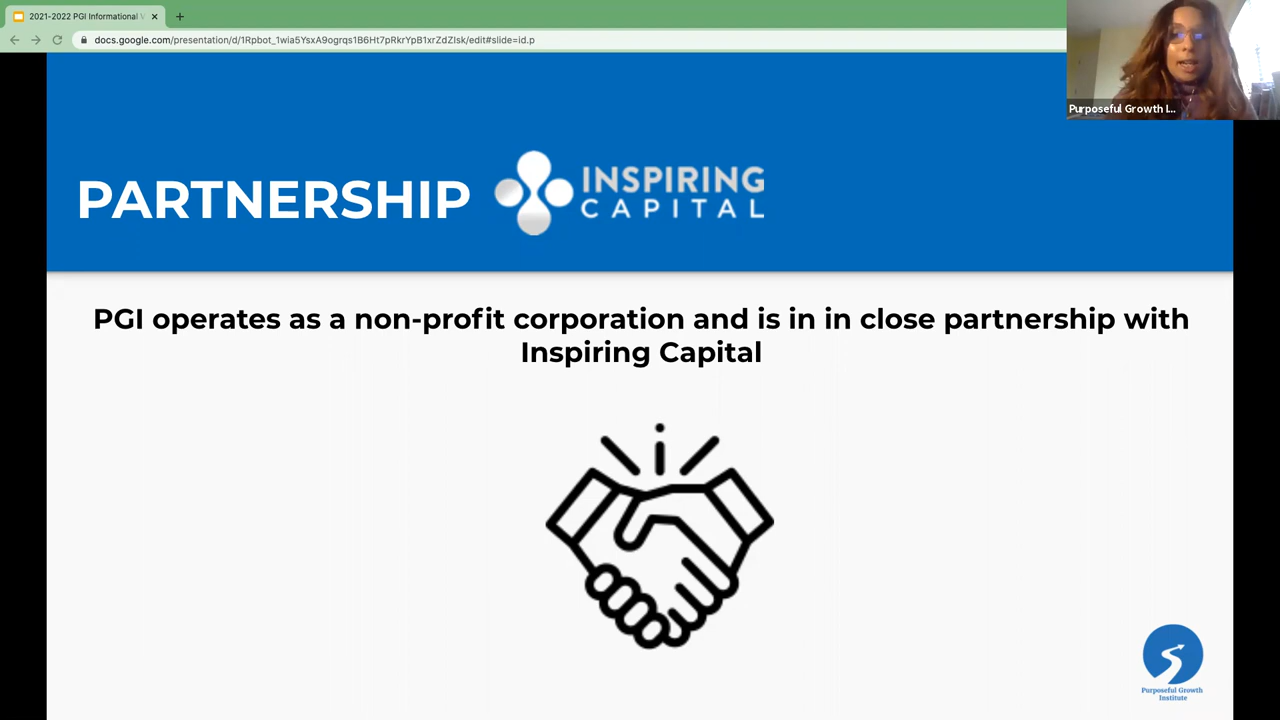 2021-2022 PGI Informational
docs.google.com/presentation/d/1Rpbot_1wia5YsxA9ogrqs1B6Ht7pRkrYpB1xrZdZIsk/edit#slide=id.p
Purposeful Growth I...
PARTNERSHIP
INSPIRING
CAPITAL
PGI operates as a non-profit corporation and is in in close partnership with
Inspiring Capital
Purposeful Growth
Institute